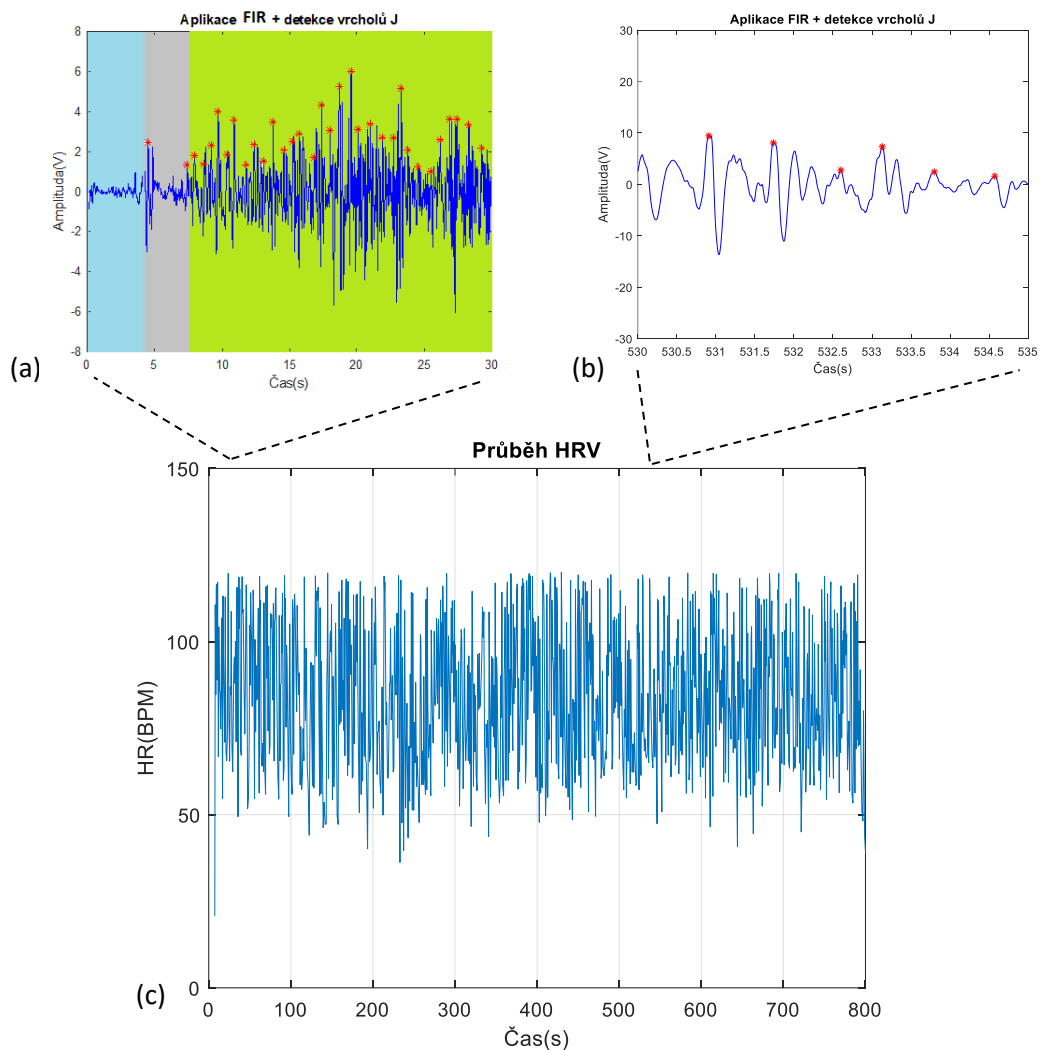 Aplikace FIR + detekce vrcholů J
8
6
4
2
0
-2
-4
-6
-8
Amplituda(V)
0 5 10 15 20 25 30
Čas(s)
(a)
Aplikace FIR + detekce vrcholů J
30
20
10
0
-10
-20
-30
Amplituda(V)
530 530.5 531 531.5 532 532.5 533 533.5 534 534.5 535
Čas(s)
(b)
Průběh HRV
150
100
50
0
HR(BPM)
0 100 200 300 400 500 600 700 800
Čas(s)
(c)